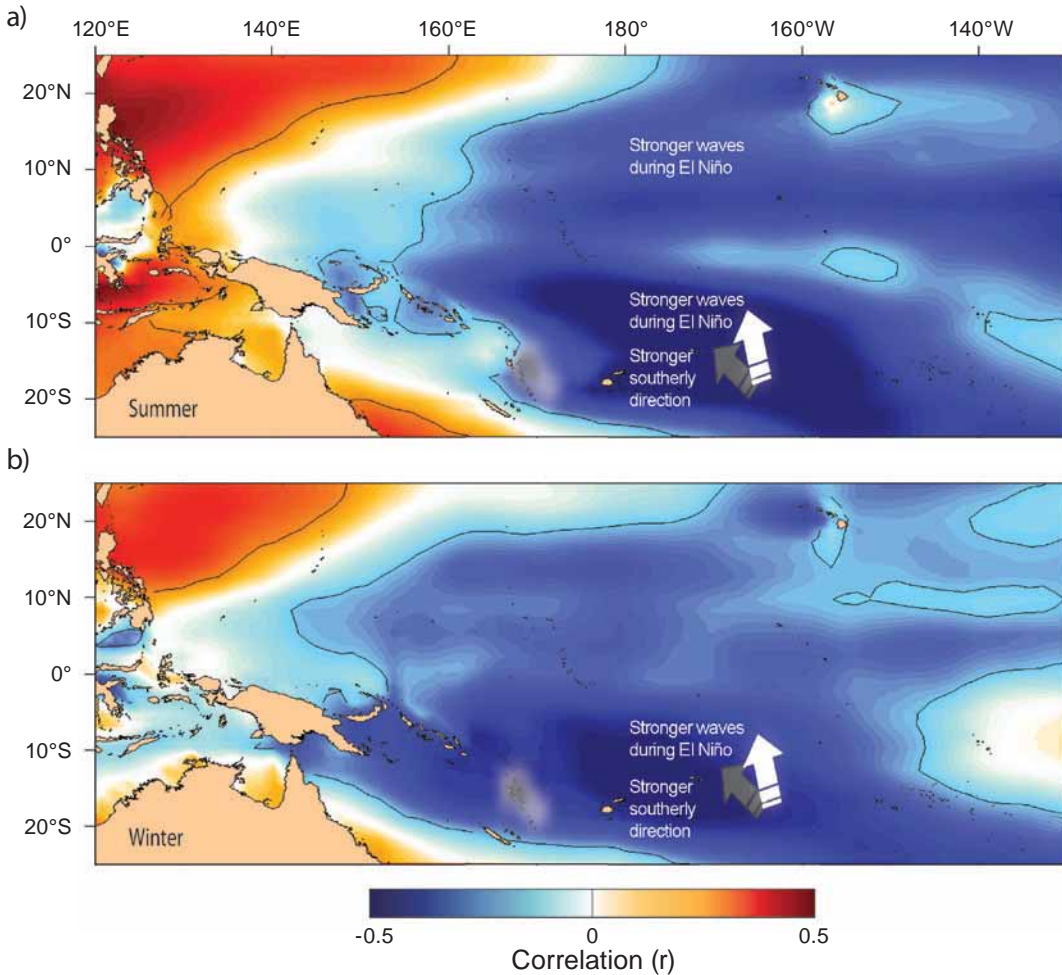 a)
120°E 140°E 160°E 180° 160°W 140°W
20°N
10°N
0°
10°S
20°S
Stronger waves
during El Niño
Stronger waves
during El Niño
Stronger
southerly
direction
Summer
b)
20°N
10°N
0°
10°S
20°S
Stronger waves
during El Niño
Stronger
southerly
direction
Winter
-0.5 0 0.5
Correlation (r)